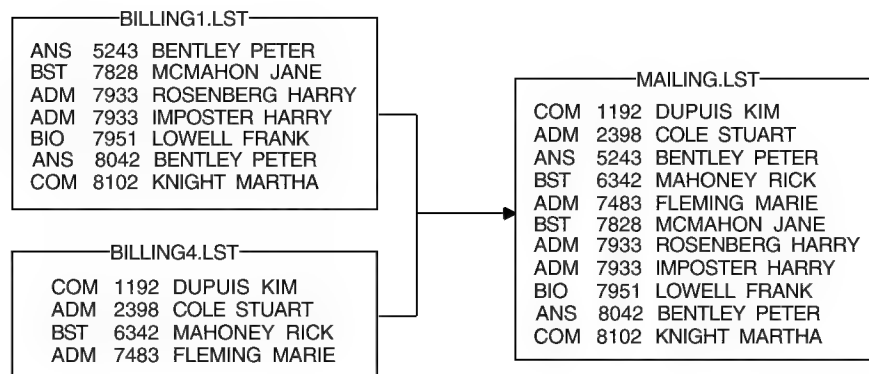 BILLING1.LST
ANS 5243 BENTLEY PETER
BST 7828 MCMAHON JANE
ADM 7933 ROSENBERG HARRY
ADM 7933 IMPOSTER HARRY
BIO 7951 LOWELL FRANK
ANS 8042 BENTLEY PETER
COM 8102 KNIGHT MARTHA
BILLING4.LST
COM 1192 DUPUIS KIM
ADM 2398 COLE STUART
BST 6342 MAHONEY RICK
ADM 7483 FLEMING MARIE
MAILING.LST
COM 1192 DUPUIS KIM
ADM 2398 COLE STUART
ANS 5243 BENTLEY PETER
BST 6342 MAHONEY RICK
ADM 7483 FLEMING MARIE
BST 7828 MCMAHON JANE
ADM 7933 ROSENBERG HARRY
ADM 7933 IMPOSTER HARRY
BIO 7951 LOWELL FRANK
ANS 8042 BENTLEY PETER
COM 8102 KNIGHT MARTHA